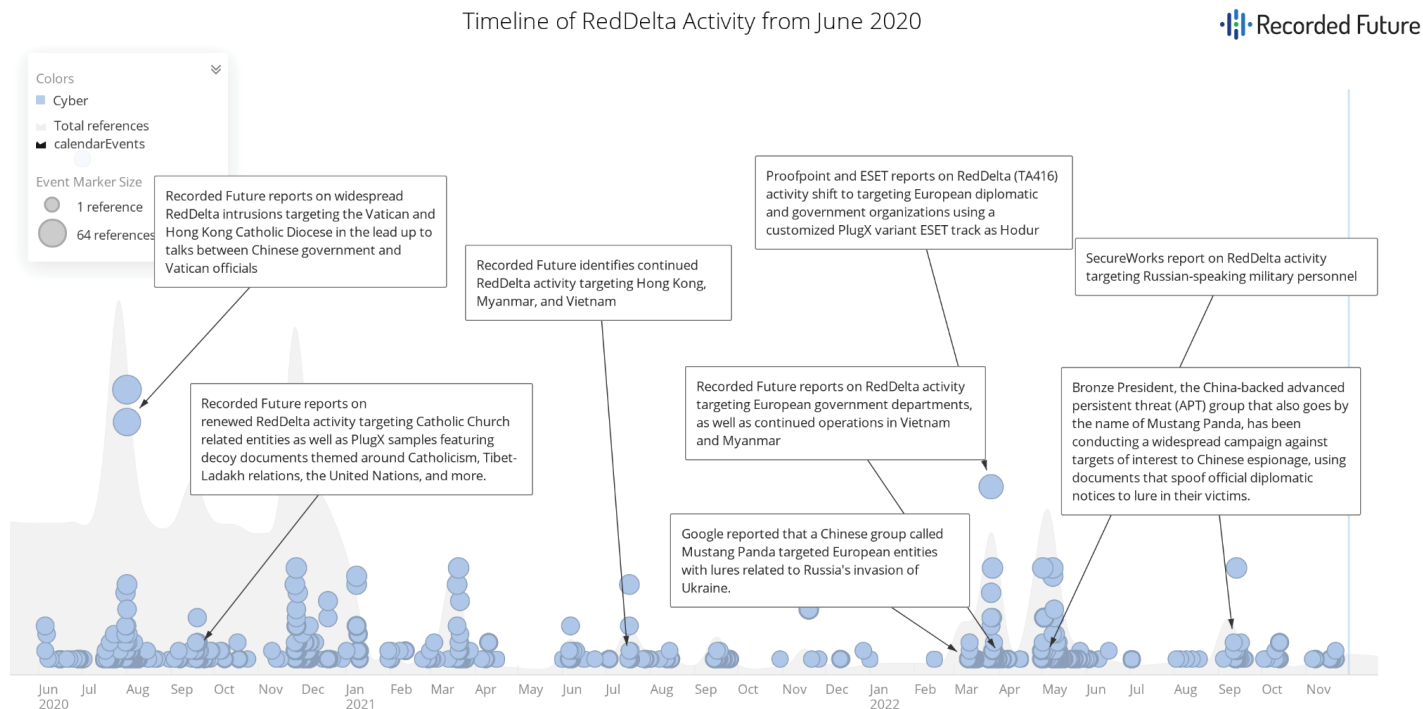 Timeline of RedDelta Activity from June 2020
Recorded Future
Colors
Cyber
Total references
calendarEvents
Event Marker Size
1 reference
64 references
Recorded Future reports on widespread
RedDelta intrusions targeting the Vatican and
Hong Kong Catholic Diocese in the lead up to
talks between Chinese government and
Vatican officials
Recorded Future reports on
renewed RedDelta activity targeting Catholic Church
related entities as well as PlugX samples featuring
decoy documents themed around Catholicism, Tibet-
Ladakh relations, the United Nations, and more.
Recorded Future identifies continued
RedDelta activity targeting Hong Kong,
Myanmar, and Vietnam
Proofpoint and ESET reports on RedDelta (TA416)
activity shift to targeting European diplomatic
and government organizations using a
customized PlugX variant ESET track as Hodur
Recorded Future reports on RedDelta activity
targeting European government departments,
as well as continued operations in Vietnam
and Myanmar
Google reported that a Chinese group called
Mustang Panda targeted European entities
with lures related to Russia's invasion of
Ukraine.
SecureWorks report on RedDelta activity
targeting Russian-speaking military personnel
Bronze President, the China-backed advanced
persistent threat (APT) group that also goes by
the name of Mustang Panda, has been
conducting a widespread campaign against
targets of interest to Chinese espionage, using
documents that spoof official diplomatic
notices to lure in their victims.
Jun Jul Aug Sep Oct Nov Dec Jan Feb Mar Apr May Jun Jul Aug Sep Oct Nov Dec Jan Feb Mar Apr May Jun Jul Aug Sep Oct Nov
2020 2021 2022